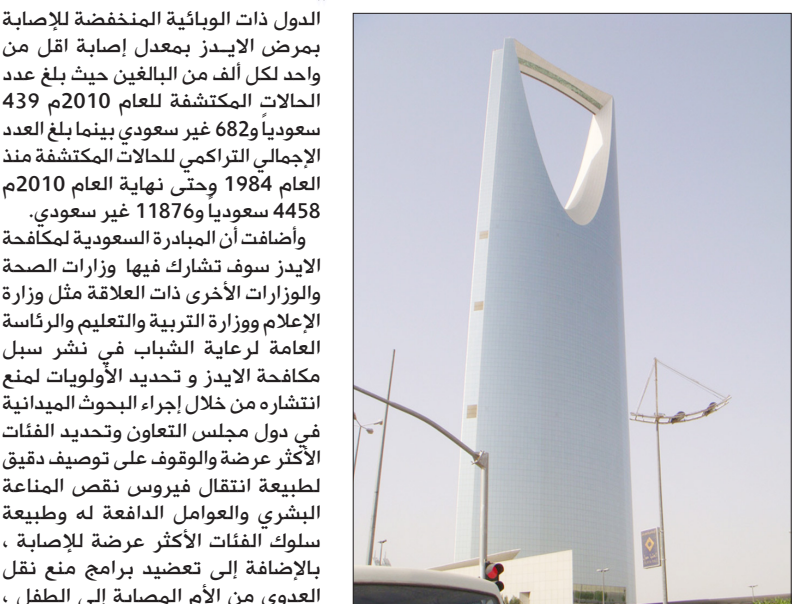 الدول ذات الوبائية المنخفضة للإصابة
بمرض الايـدز بمعدل إصابة اقل من
واحد لكل ألف من البالغين حيث بلغ عدد
الحالات المكتشفة للعام 2010م 439
سعودياً و682 غير سعودي بينما بلغ العدد
الإجمالي التراكمي للحالات المكتشفة منذ
العام 1984 وحتى نهاية العام 2010م
4458 سعودياً و11876 غير سعودي.
وأضافت أن المبادرة السعودية لمكافحة
الايدز سوف تشارك فيها وزارات الصحة
والوزارات الأخرى ذات العلاقة مثل وزارة
الإعلام ووزارة التربية والتعليم والرئاسة
العامة لرعاية الشباب في نشر سبل
مكافحة الايدز و تحديد الأولويات لمنع
انتشاره من خلال إجراء البحوث الميدانية
في دول مجلس التعاون وتحديد الفئات
الأكثر عرضة والوقوف على توصيف دقيق
لطبيعة انتقال فيروس نقص المناعة
البشري والعوامل الدافعة له وطبيعة
سلوك الفئات الأكثر عرضة للإصابة ،
بالإضافة إلى تعضيد برامج منع نقل
العدوى من الأم المصابة إلى الطفل ،